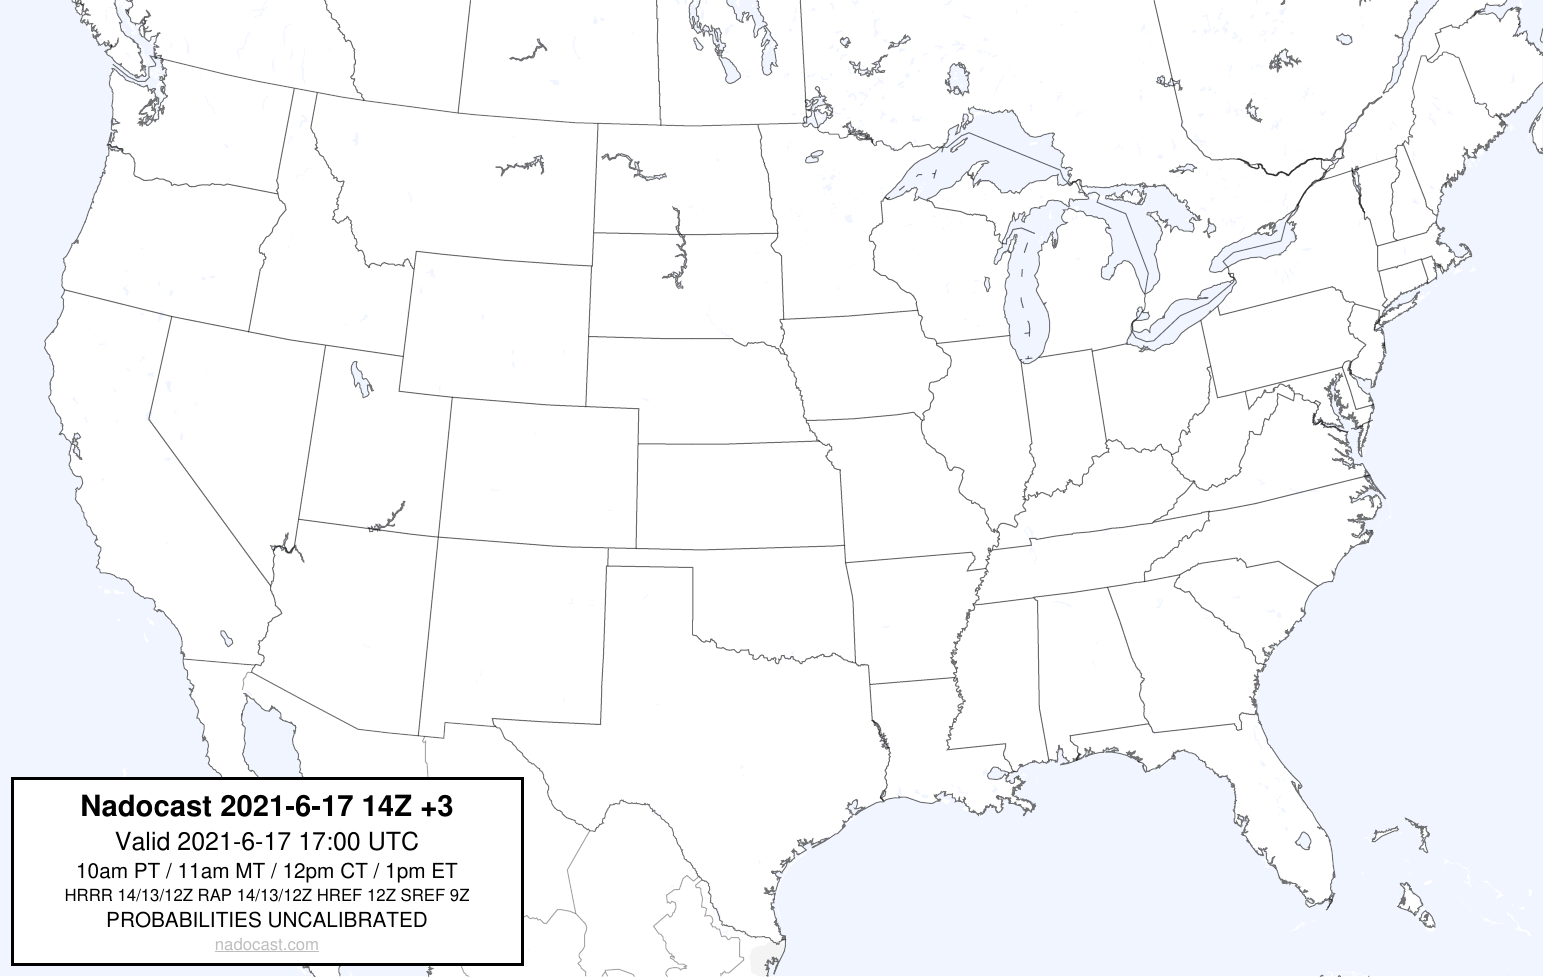 Nadocast 2021-6-17 14Z +3
Valid 2021-6-17 17:00 UTC
10am PT / 11am MT / 12pm CT / 1pm ET
HRRR 14/13/12Z RAP 14/13/12Z HREF 12Z SREF 9Z
PROBABILITIES UNCALIBRATED
nadocast.com